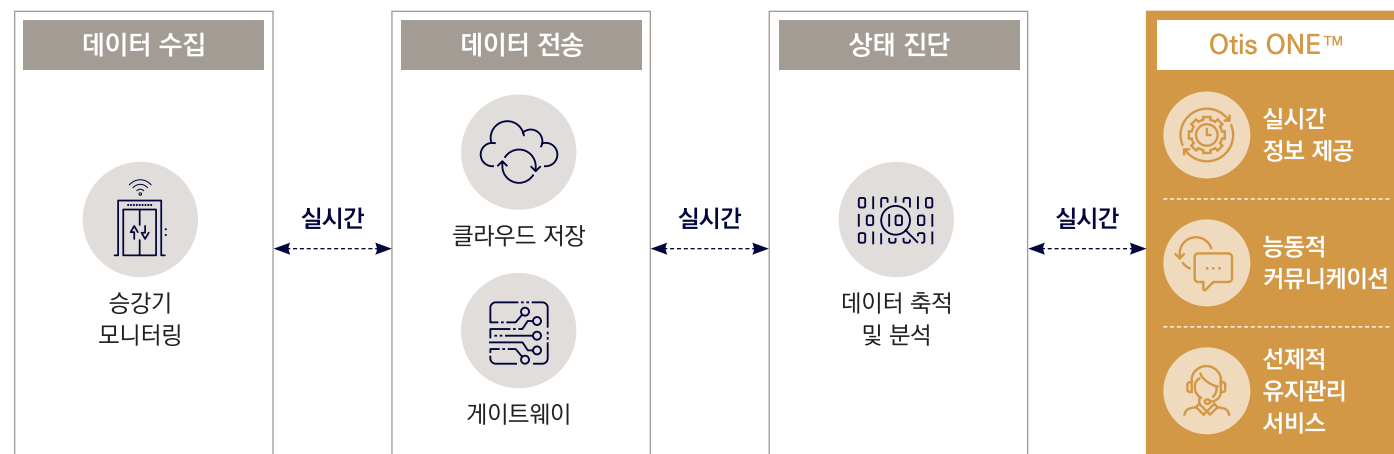 데이터 수집
승강기
모니터링
실시간
데이터 전송
클라우드 저장
게이트웨이
실시간
상태 진단
데이터 축적
및 분석
실시간
Otis ONE™
실시간
정보 제공
능동적
커뮤니케이션
선제적
유지관리
서비스